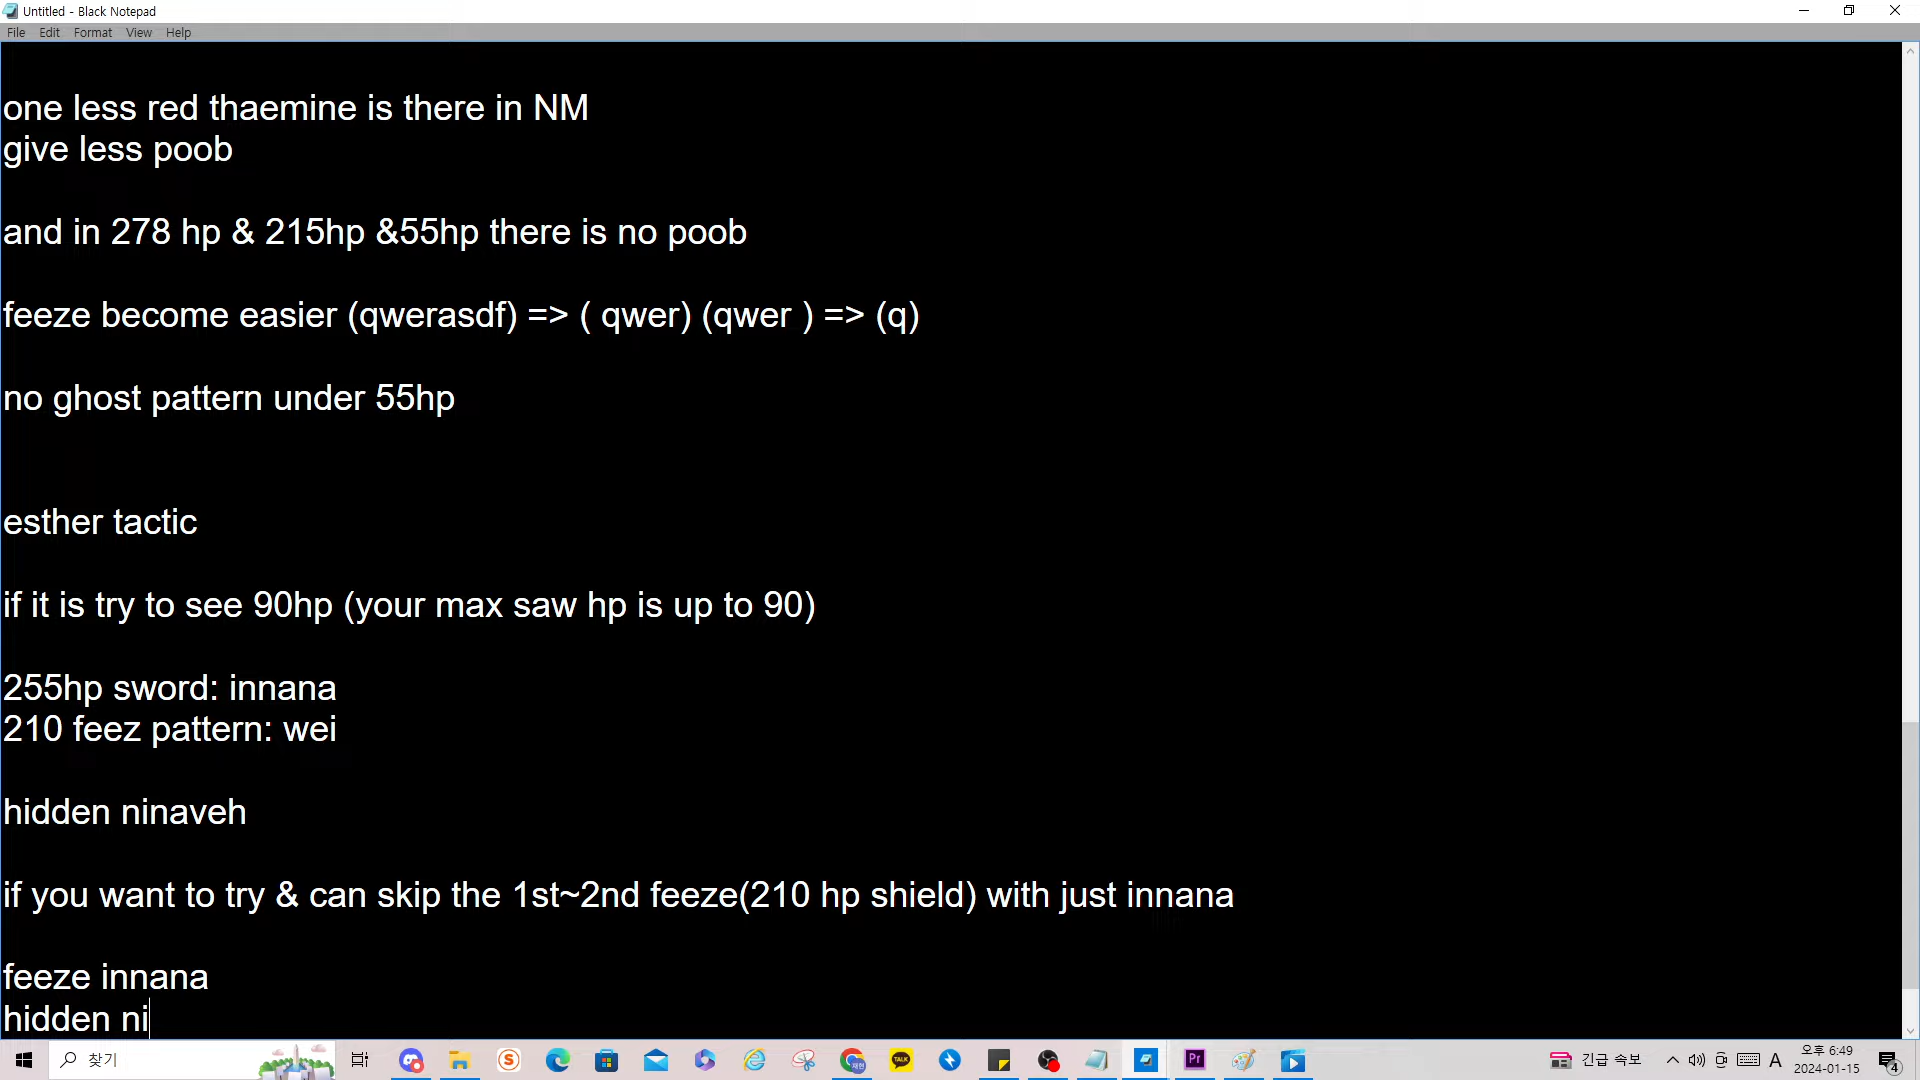 Untitled - Black Notepad
File Edit Format View Help
one less red thaemine is there in NM
give less poob
and in 278 hp & 215hp &55hp there is no poob
feeze become easier (qwerasdf) => ( qwer) (qwer ) => (q)
no ghost pattern under 55hp
esther tactic
if it is try to see 90hp (your max saw hp is up to 90)
255hp sword: innana
210 feez pattern: wei
hidden ninaveh
if you want to try & can skip the 1st~2nd feeze(210 hp shield) with just innana
feeze innana
hidden ni
찾기
S
TALK
Pr
긴급 속보
A
오후 6:49
2024-01-15
4